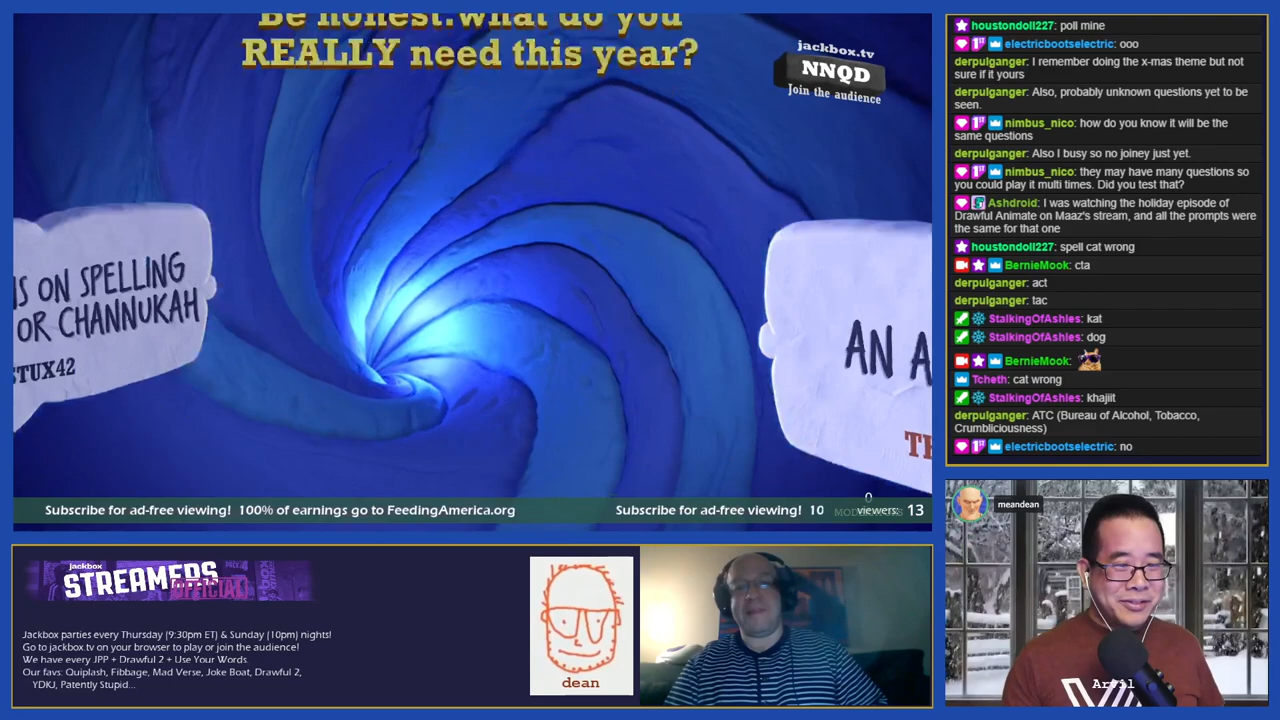 Be honest:what do you
REALLY need this year?
jackbox.tv
NNQD
Join the audience
S ON SPELLING
OR CHANNUKAH
STUX42
AN A
0
Subscribe for ad-free viewing! 100% of earnings go to FeedingAmerica.org
Subscribe for ad-free viewing! 10
viewers: 13
jackbox
STREAMERS
OFFICIAL
Jackbox parties every Thursday (9:30pm ET) & Sunday (10pm) nights!
Go to jackbox.tv on your browser to play or join the audience!
We have every JPP + Drawful 2 + Use Your Words
Our favs: Quiplash, Fibbage, Mad Verse, Joke Boat, Drawful 2,
YDKJ, Patently Stupid...
dean
houstondoll227: poll mine
electricbootselectric: ooo
derpulganger: I remember doing the x-mas theme but not
sure if it yours
derpulganger: Also, probably unknown questions yet to be
seen.
nimbus_nico: how do you know it will be the
same questions
derpulganger: Also I busy so no joiney just yet.
nimbus_nico: they may have many questions so
you could play it multi times. Did you test that?
Ashdroid: I was watching the holiday episode of
Drawful Animate on Maaz's stream, and all the prompts were
the same for that one
houstondoll227: spell cat wrong
BernieMook: cta
derpulganger: act
derpulganger: tac
StalkingOfAshles: kat
StalkingOfAshles: dog
BernieMook:
Tcheth: cat wrong
StalkingOfAshles: khajiit
derpulganger: ATC (Bureau of Alcohol, Tobacco,
Crumbliciousness)
electricbootselectric: no
meandean